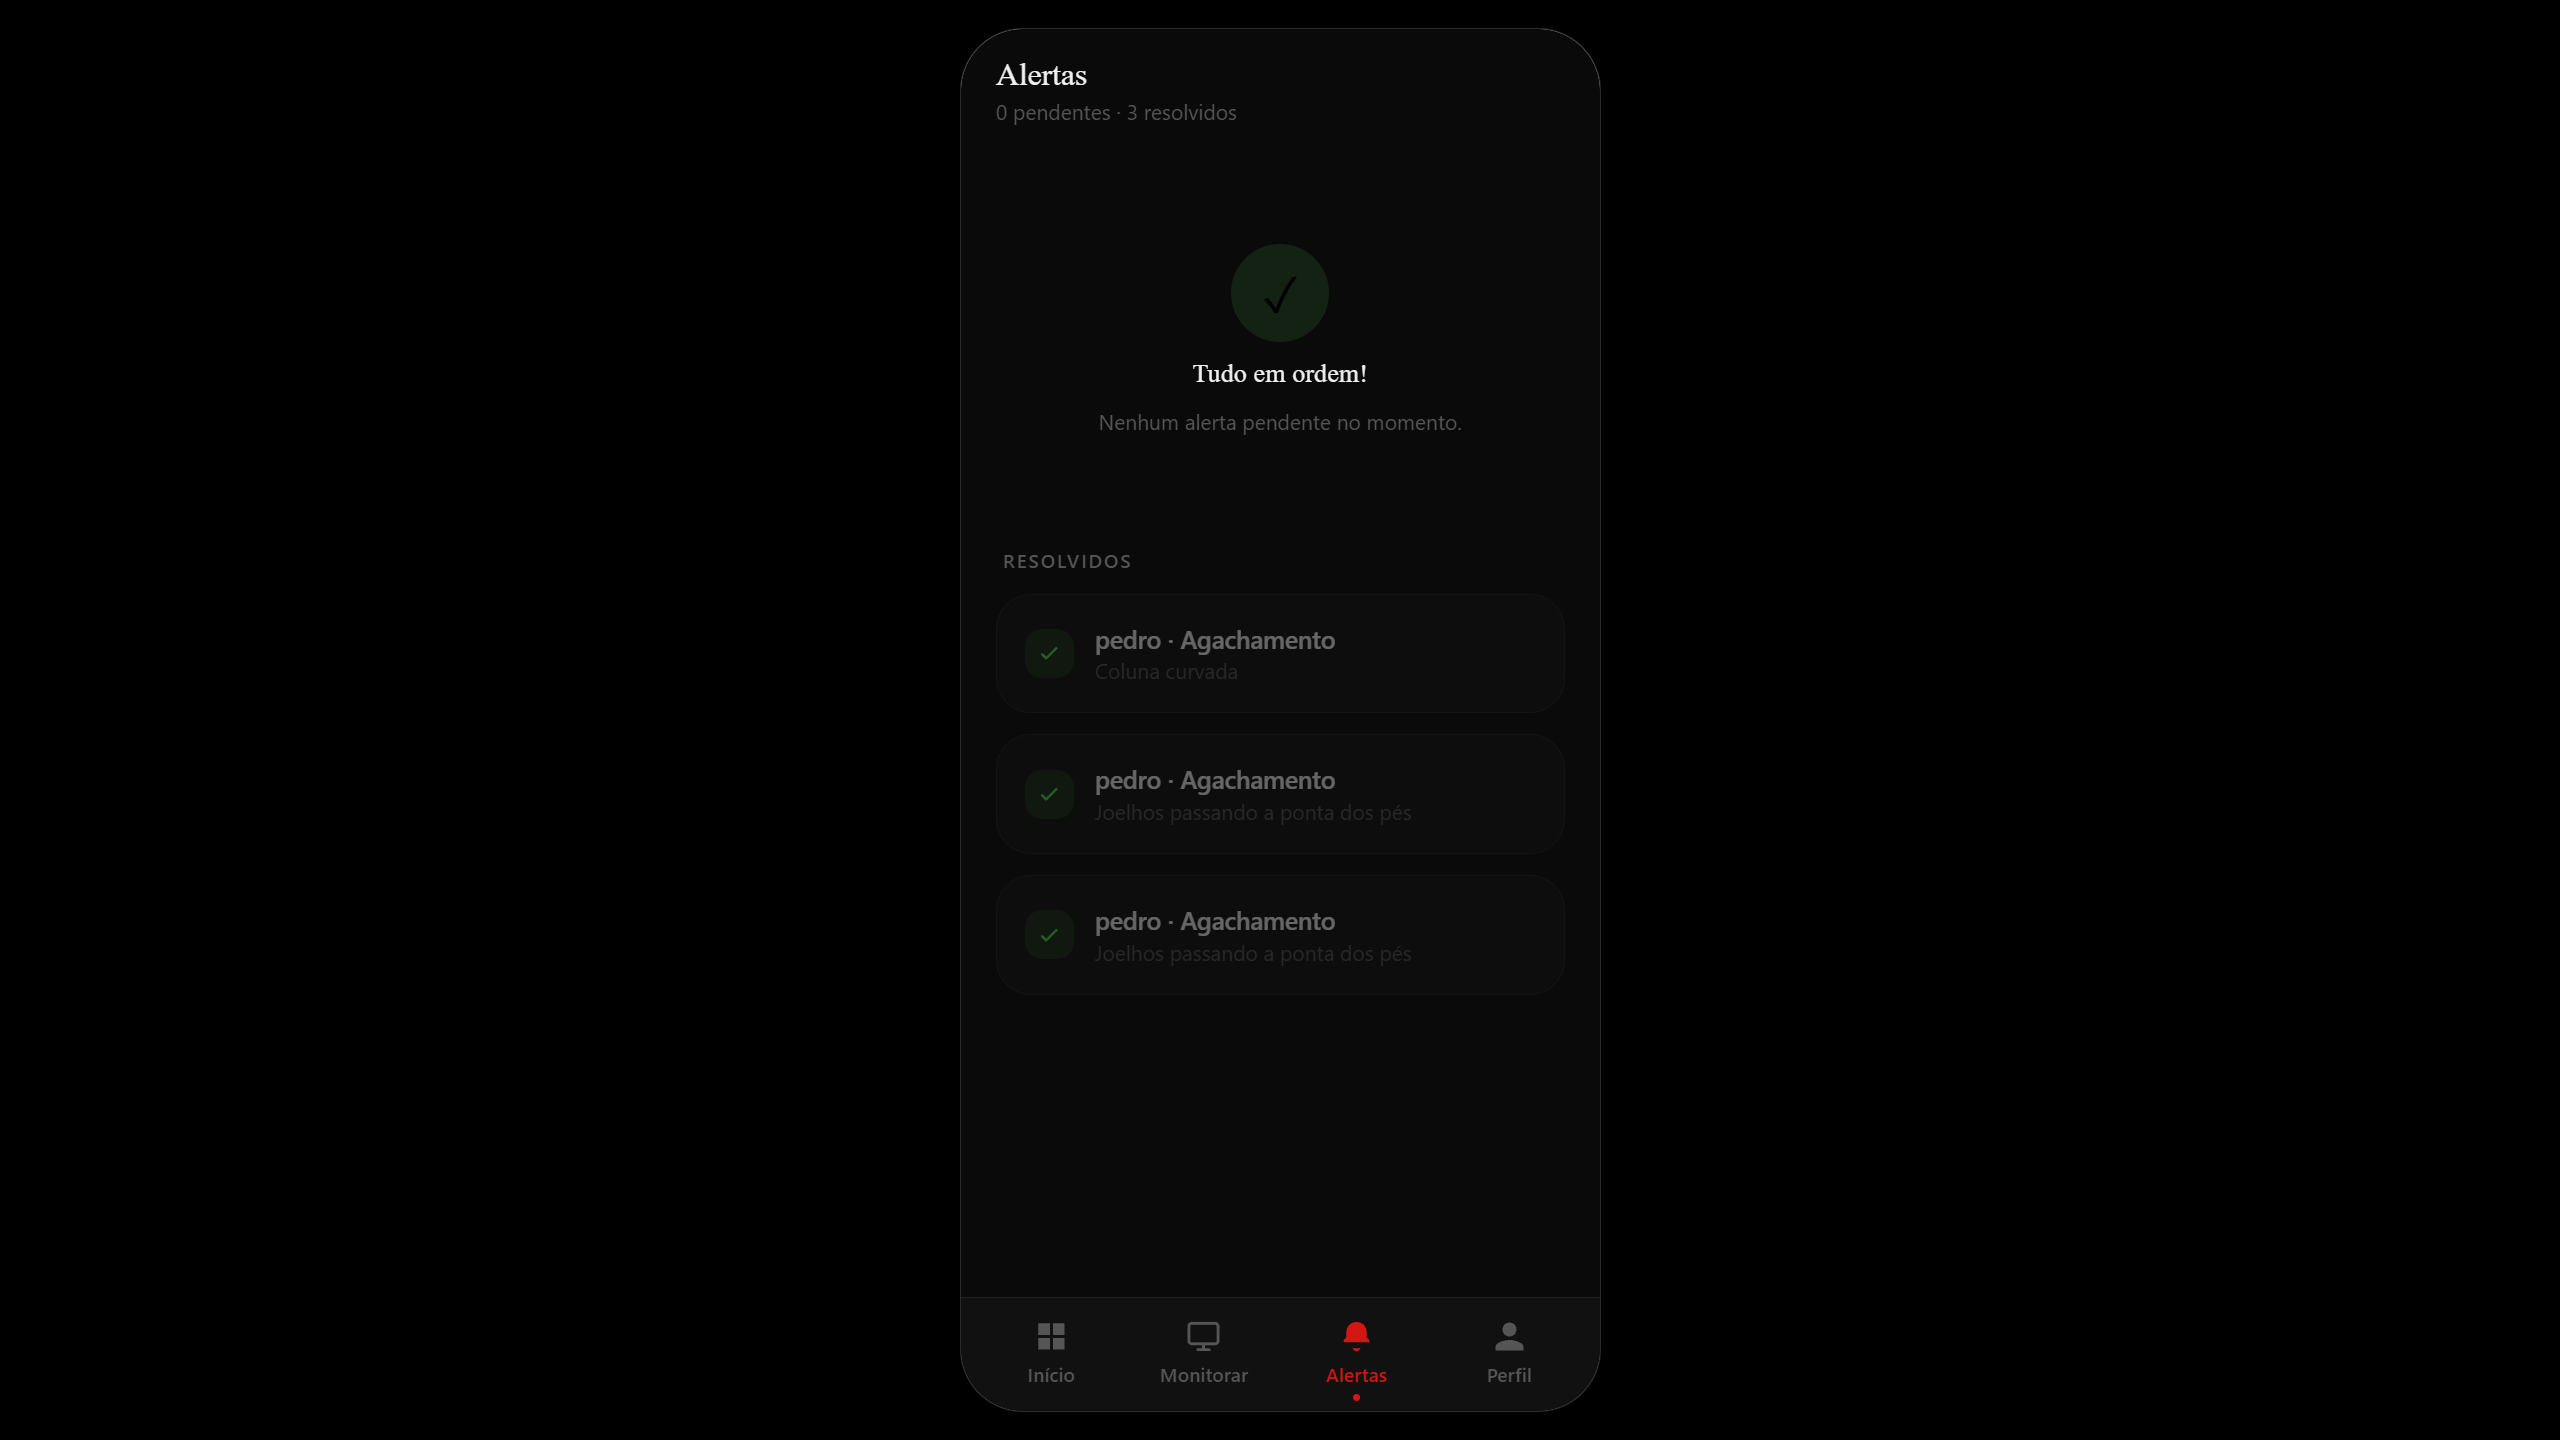 Alertas
0 pendentes · 3 resolvidos
Tudo em ordem!
Nenhum alerta pendente no momento.
RESOLVIDOS
pedro · Agachamento
Coluna curvada
pedro · Agachamento
Joelhos passando a ponta dos pés
pedro · Agachamento
Joelhos passando a ponta dos pés
Início
Monitorar
Alertas
Perfil